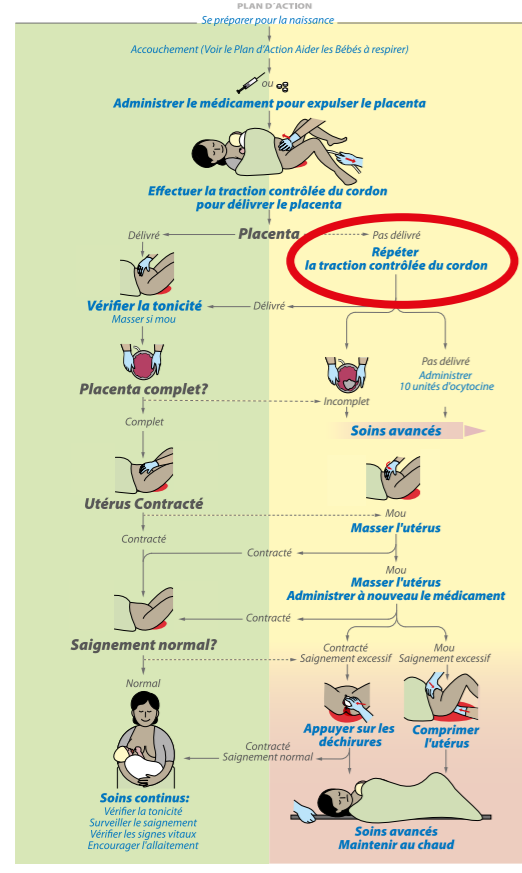 PLAN D'ACTION
Se préparer pour la naissance
Accouchement (Voir le Plan d'Action Aider les Bébés à respirer)
ou
Administrer le médicament pour expulser le placenta
Effectuer la traction contrôlée du cordon
pour délivrer le placenta
Délivré
Placenta
Pas délivré
Répéter
la traction contrôlée du cordon
Vérifier la tonicité
Masser si mou
Délivré
Placenta complet?
Incomplet
Pas délivré
Administrer
10 unités d'ocytocine
Complet
Soins avancés
Utérus Contracté
Mou
Masser l'utérus
Contracté
Contracté
Mou
Masser l'utérus
Administrer à nouveau le médicament
Contracté
Saignement normal?
Contracté
Saignement excessif
Mou
Saignement excessif
Normal
Appuyer sur les
déchirures
Comprimer
l'utérus
Contracté
Saignement normal
Soins continus:
Vérifier la tonicité
Surveiller le saignement
Vérifier les signes vitaux
Encourager l'allaitement
Soins avancés
Maintenir au chaud